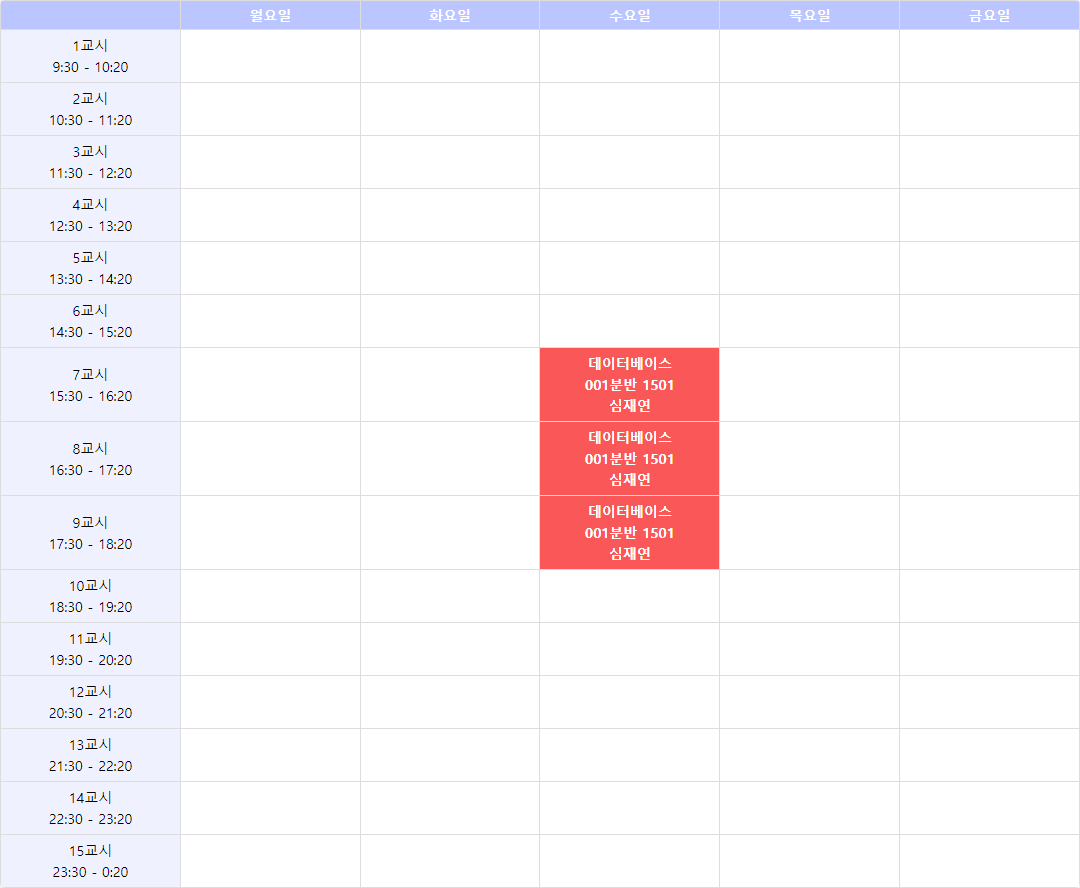 월요일 화요일 수요일 목요일 금요일
1교시
9:30 - 10:20
2교시
10:30 - 11:20
3교시
11:30 - 12:20
4교시
12:30 - 13:20
5교시
13:30 - 14:20
6교시
14:30 - 15:20
7교시
15:30 - 16:20
데이터베이스
001분반 1501
심재연
8교시
16:30 - 17:20
데이터베이스
001분반 1501
심재연
9교시
17:30 - 18:20
데이터베이스
001분반 1501
심재연
10교시
18:30 - 19:20
11교시
19:30 - 20:20
12교시
20:30 - 21:20
13교시
21:30 - 22:20
14교시
22:30 - 23:20
15교시
23:30 - 0:20